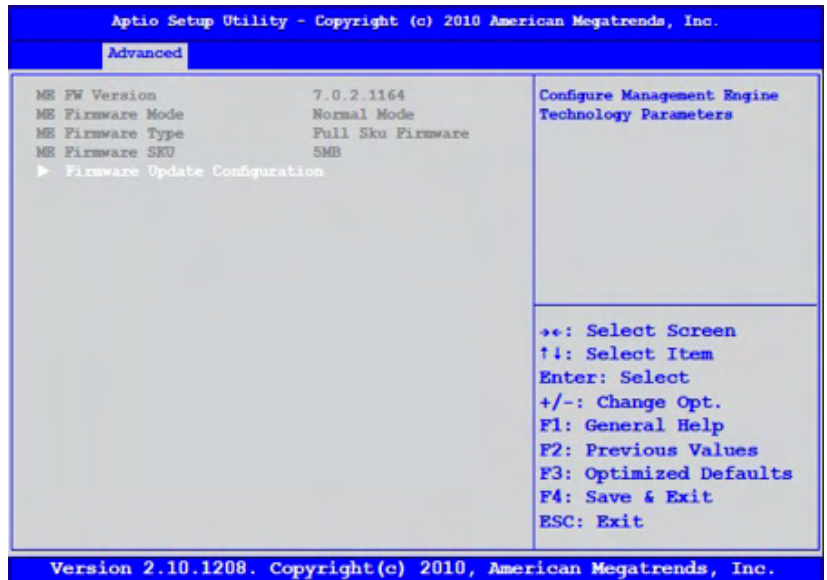 Aptio Setup Utility - Copyright (c) 2010 American Megatrends, Inc.
Advanced
ME FW Version 7.0.2.1164
ME Firmware Mode Normal Mode
ME Firmware Type Full Sku Firmware
ME Firmware SKU 5MB
▶ Firmware Update Configuration
Configure Management Engine
Technology Parameters
→←: Select Screen
↑↓: Select Item
Enter: Select
+/-: Change Opt.
F1: General Help
F2: Previous Values
F3: Optimized Defaults
F4: Save & Exit
ESC: Exit
Version 2.10.1208. Copyright(c) 2010, American Megatrends, Inc.